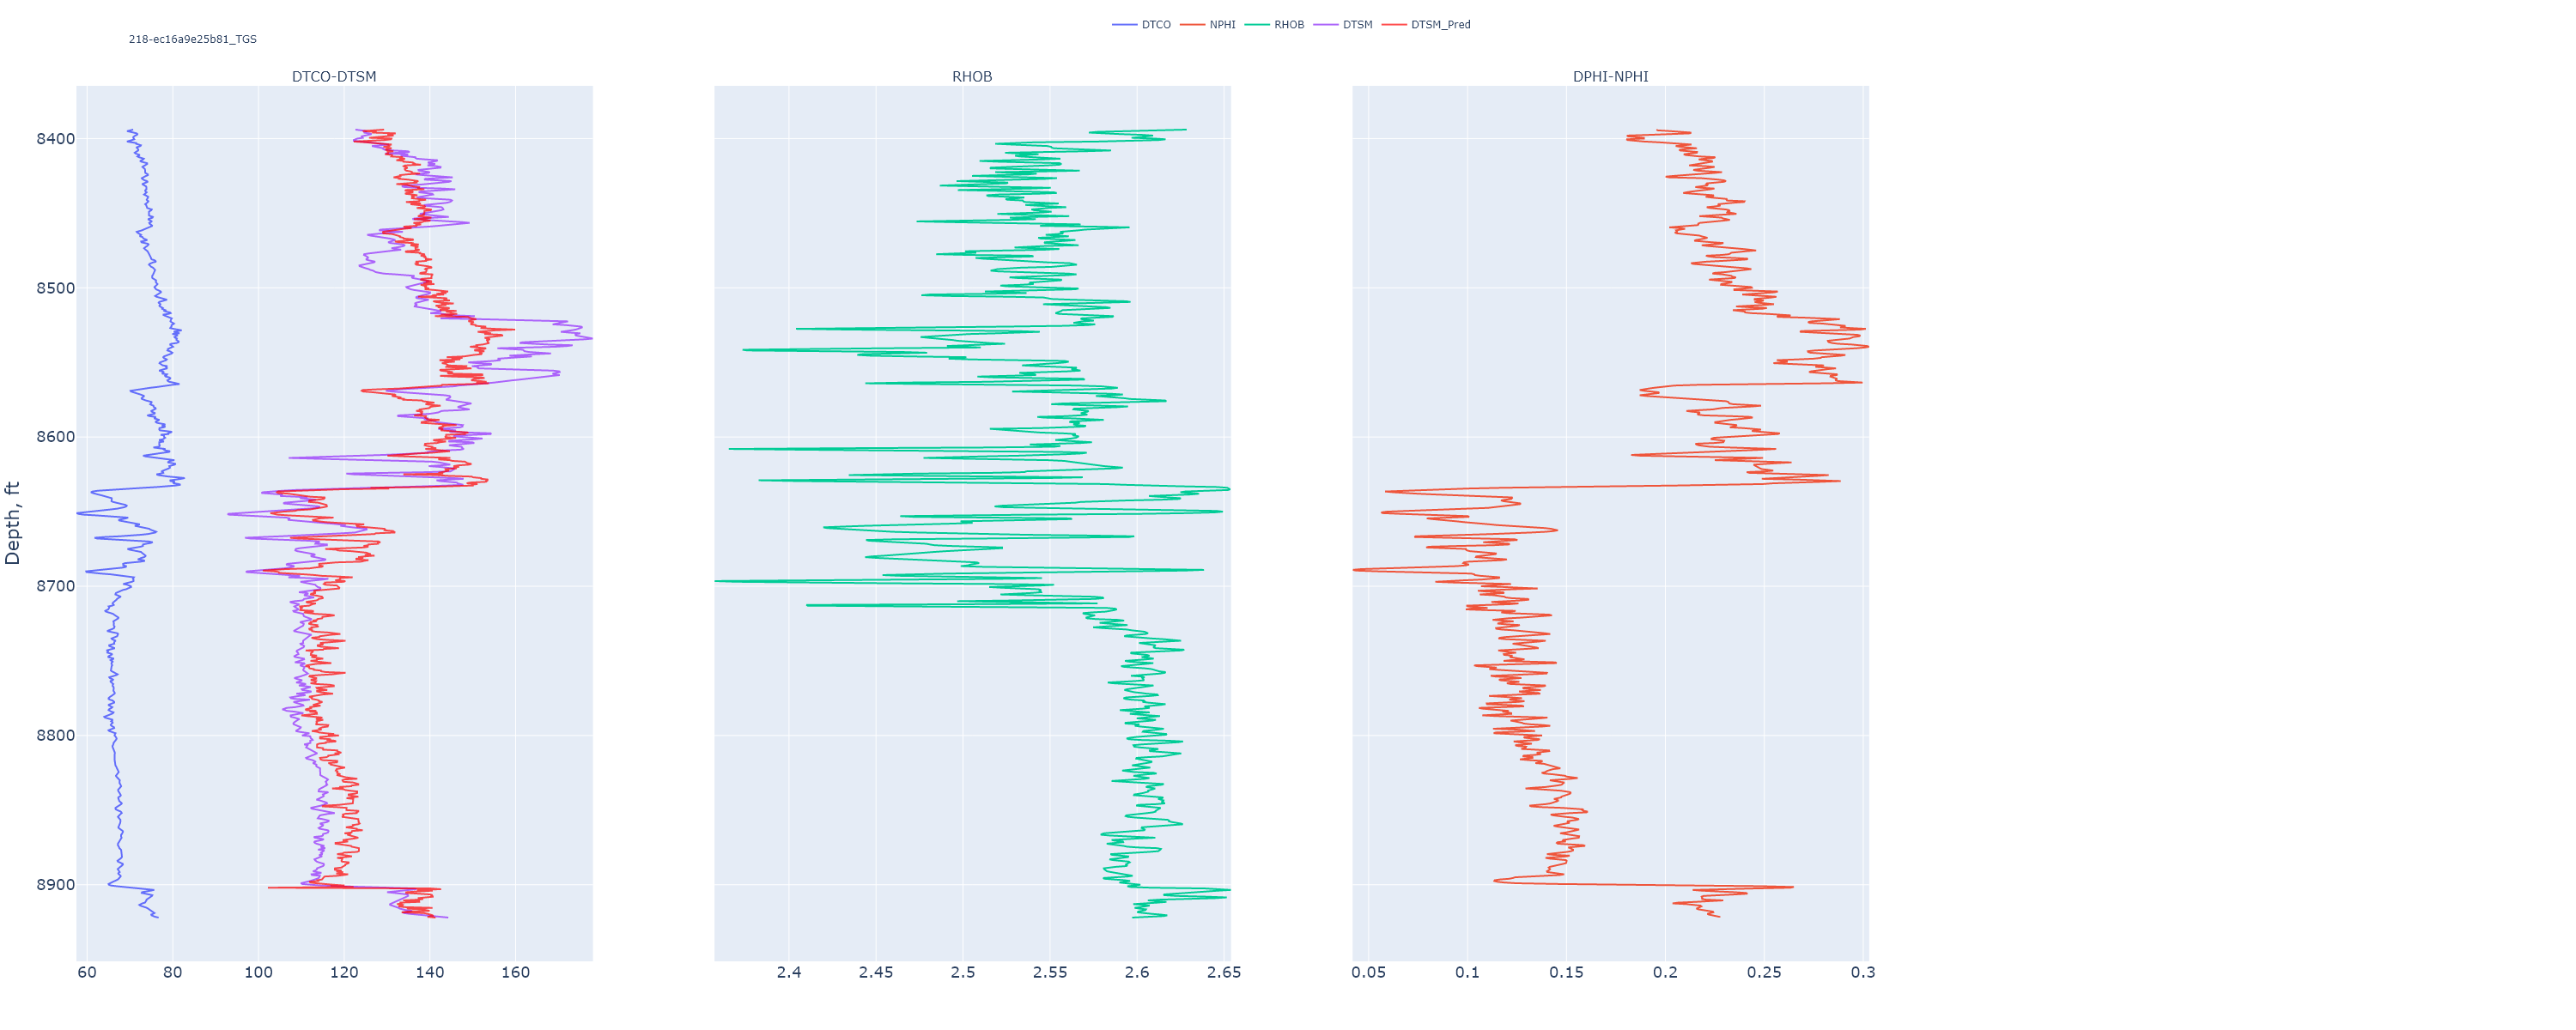 DTCO NPHI RHOB DTSM DTSM_Pred
218-ec16a9e25b81_TGS
DTCO-DTSM RHOB DPHI-NPHI
Depth, ft
8400
8500
8600
8700
8800
8900
60 80 100 120 140 160
2.4 2.45 2.5 2.55 2.6 2.65
0.05 0.1 0.15 0.2 0.25 0.3